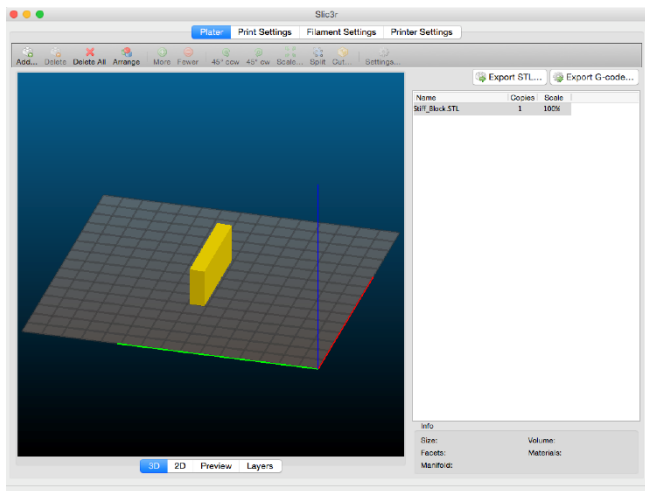 Slic3r
Plater Print Settings Filament Settings Printer Settings
Add... Delete Delete All Arrange More Fewer 45° ccw 45° cw Scale... Split Cut... Settings...
Export STL... Export G-code...
Name Copies Scale
Stiff_Block.STL 1 100%
Info
Size: Volume:
Facets: Materials:
Manifold:
3D 2D Preview Layers